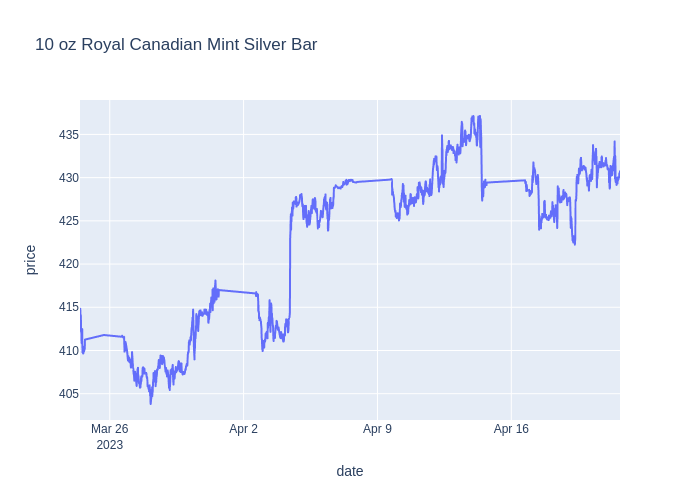 10 oz Royal Canadian Mint Silver Bar
435
430
425
420
415
410
405
price
Mar 26
2023
Apr 2
Apr 9
Apr 16
date